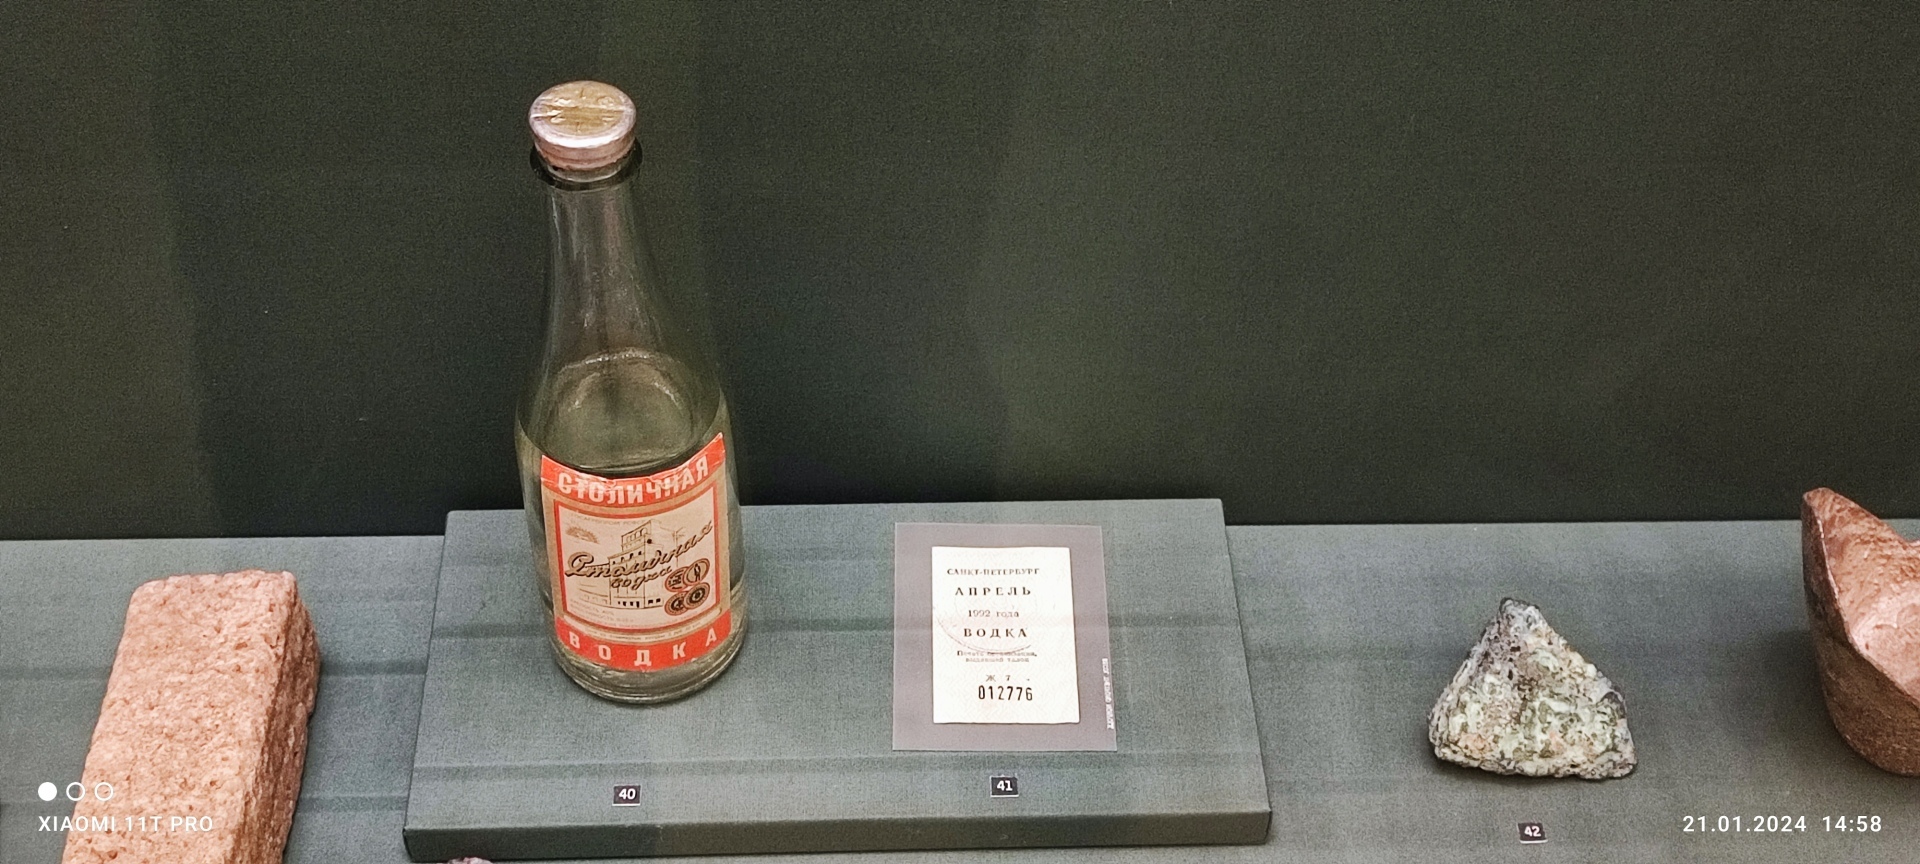 СТОЛИЧНАЯ
Столичная
водка
ВОДКА
САНКТ-ПЕТЕРБУРГ
АПРЕЛЬ
1992 года
ВОДКА
Ж 7 -
012776
40
41
42
XIAOMI 11T PRO
21.01.2024 14:58